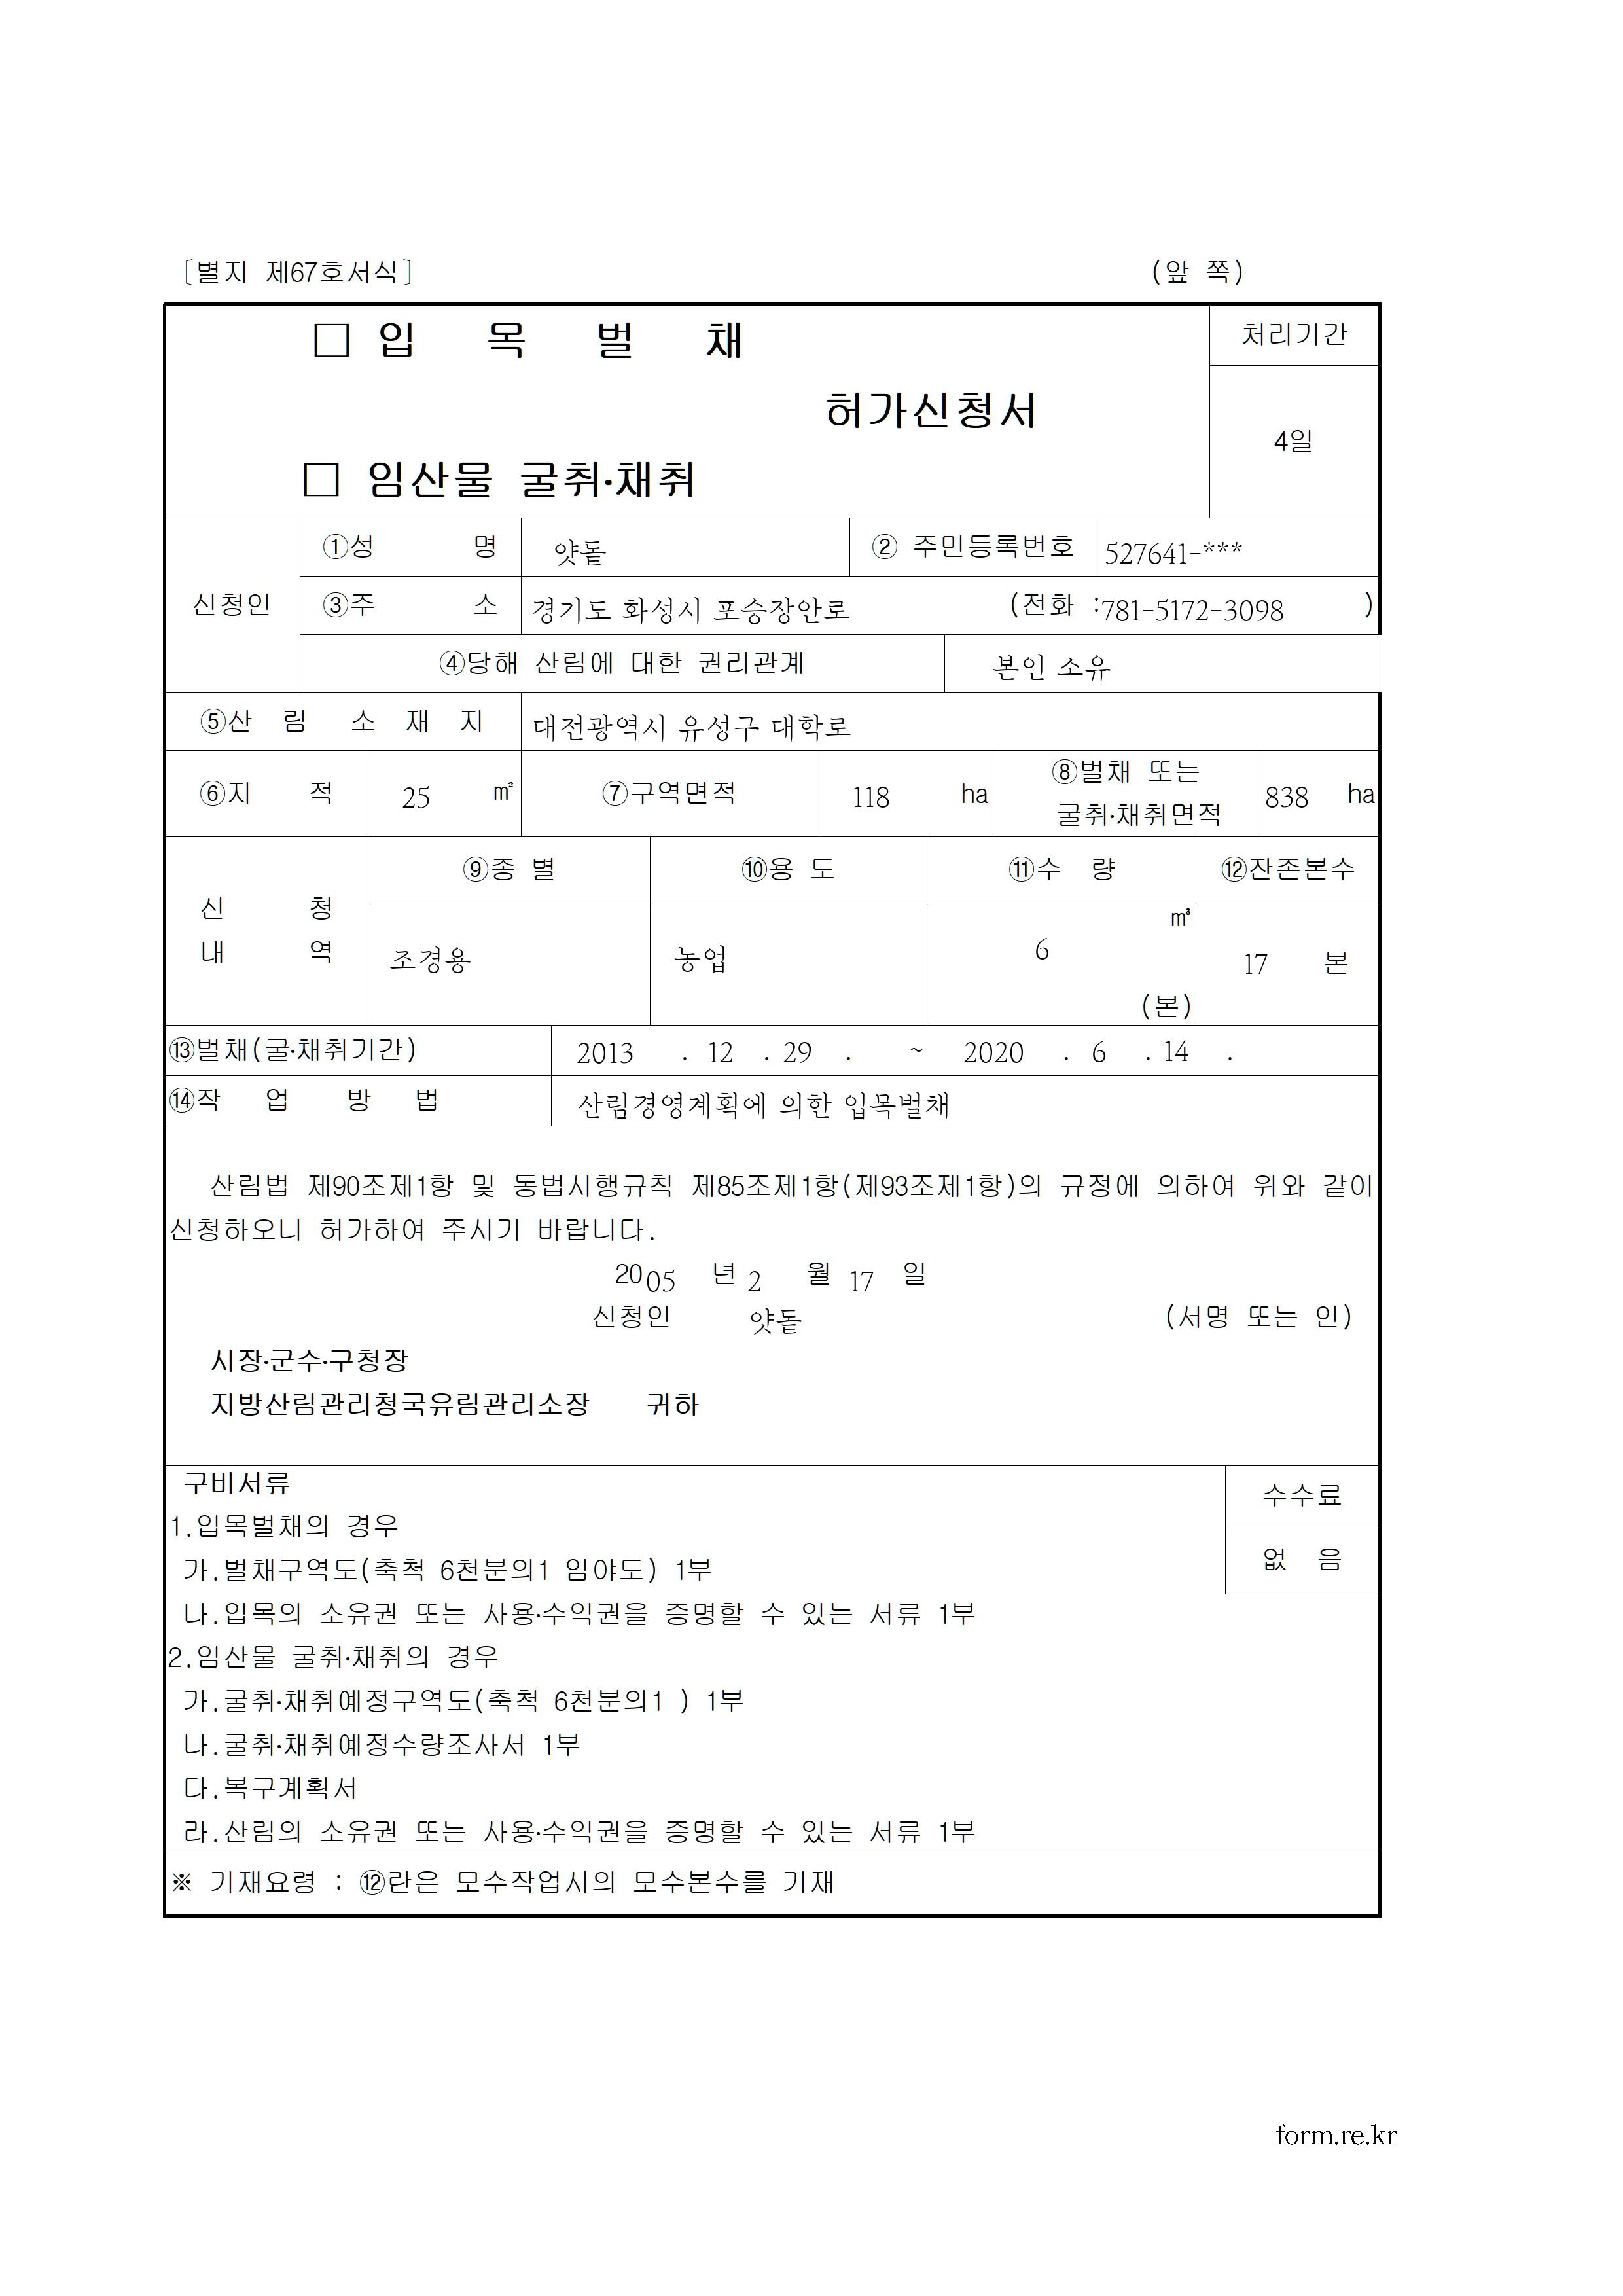 [별지 제67호서식] (앞 쪽)
□ 입 목 벌 채
처리기간
허가신청서
4일
□ 임산물 굴취·채취
신청인
①성 명 얏돝 ② 주민등록번호 527641-***
③주 소 경기도 화성시 포승장안로 (전화 :781-5172-3098 )
④당해 산림에 대한 권리관계 본인 소유
⑤산 림 소 재 지 대전광역시 유성구 대학로
⑥지 적 25 ㎡ ⑦구역면적 118 ha ⑧벌채 또는 굴취·채취면적 838 ha
신 청 내 역
⑨종 별 ⑩용 도 ⑪수 량 ⑫잔존본수
조경용 농업 6 ㎥ (본) 17 본
⑬벌채(굴·채취기간) 2013 . 12 . 29 . ~ 2020 . 6 . 14 .
⑭작 업 방 법 산림경영계획에 의한 입목벌채
산림법 제90조제1항 및 동법시행규칙 제85조제1항(제93조제1항)의 규정에 의하여 위와 같이
신청하오니 허가하여 주시기 바랍니다.
2005 년 2 월 17 일
신청인 얏돝 (서명 또는 인)
시장·군수·구청장
지방산림관리청국유림관리소장 귀하
구비서류
수수료
1.입목벌채의 경우
없 음
가.벌채구역도(축척 6천분의1 임야도) 1부
나.입목의 소유권 또는 사용·수익권을 증명할 수 있는 서류 1부
2.임산물 굴취·채취의 경우
가.굴취·채취예정구역도(축척 6천분의1 ) 1부
나.굴취·채취예정수량조사서 1부
다.복구계획서
라.산림의 소유권 또는 사용·수익권을 증명할 수 있는 서류 1부
※ 기재요령 : ⑫란은 모수작업시의 모수본수를 기재
form.re.kr